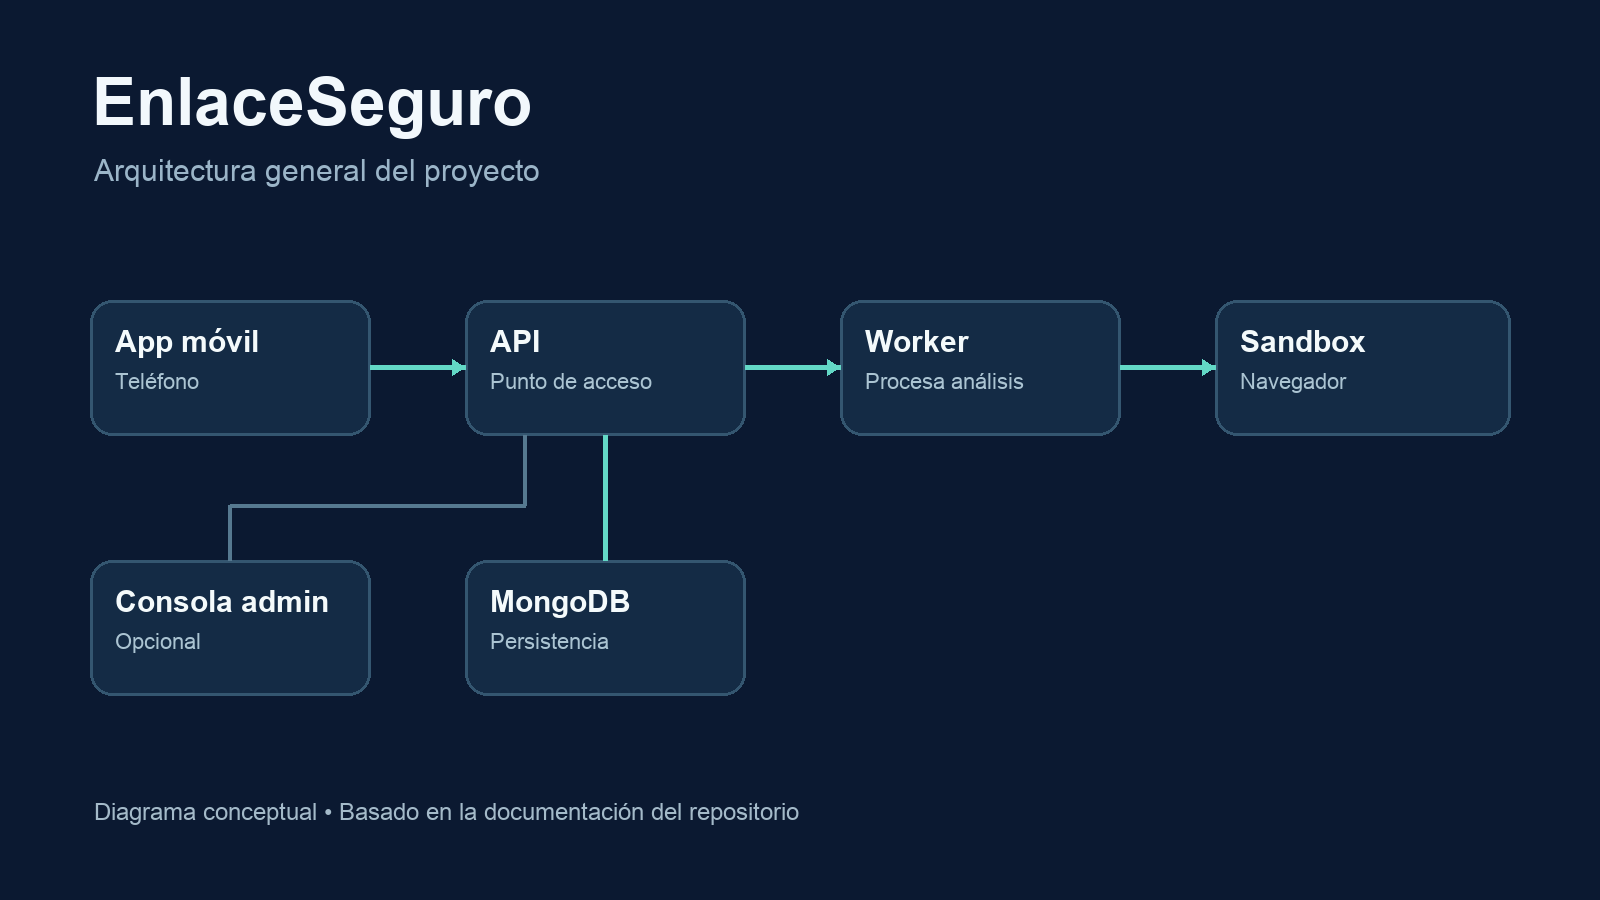 EnlaceSeguro
Arquitectura general del proyecto
App móvil
Teléfono
API
Punto de acceso
Worker
Procesa análisis
Sandbox
Navegador
Consola admin
Opcional
MongoDB
Persistencia
Diagrama conceptual • Basado en la documentación del repositorio